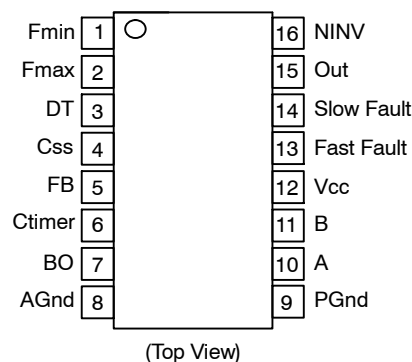 Fmin 1 16 NINV
Fmax 2 15 Out
DT 3 14 Slow Fault
Css 4 13 Fast Fault
FB 5 12 Vcc
Ctimer 6 11 B
BO 7 10 A
AGnd 8 9 PGnd
(Top View)